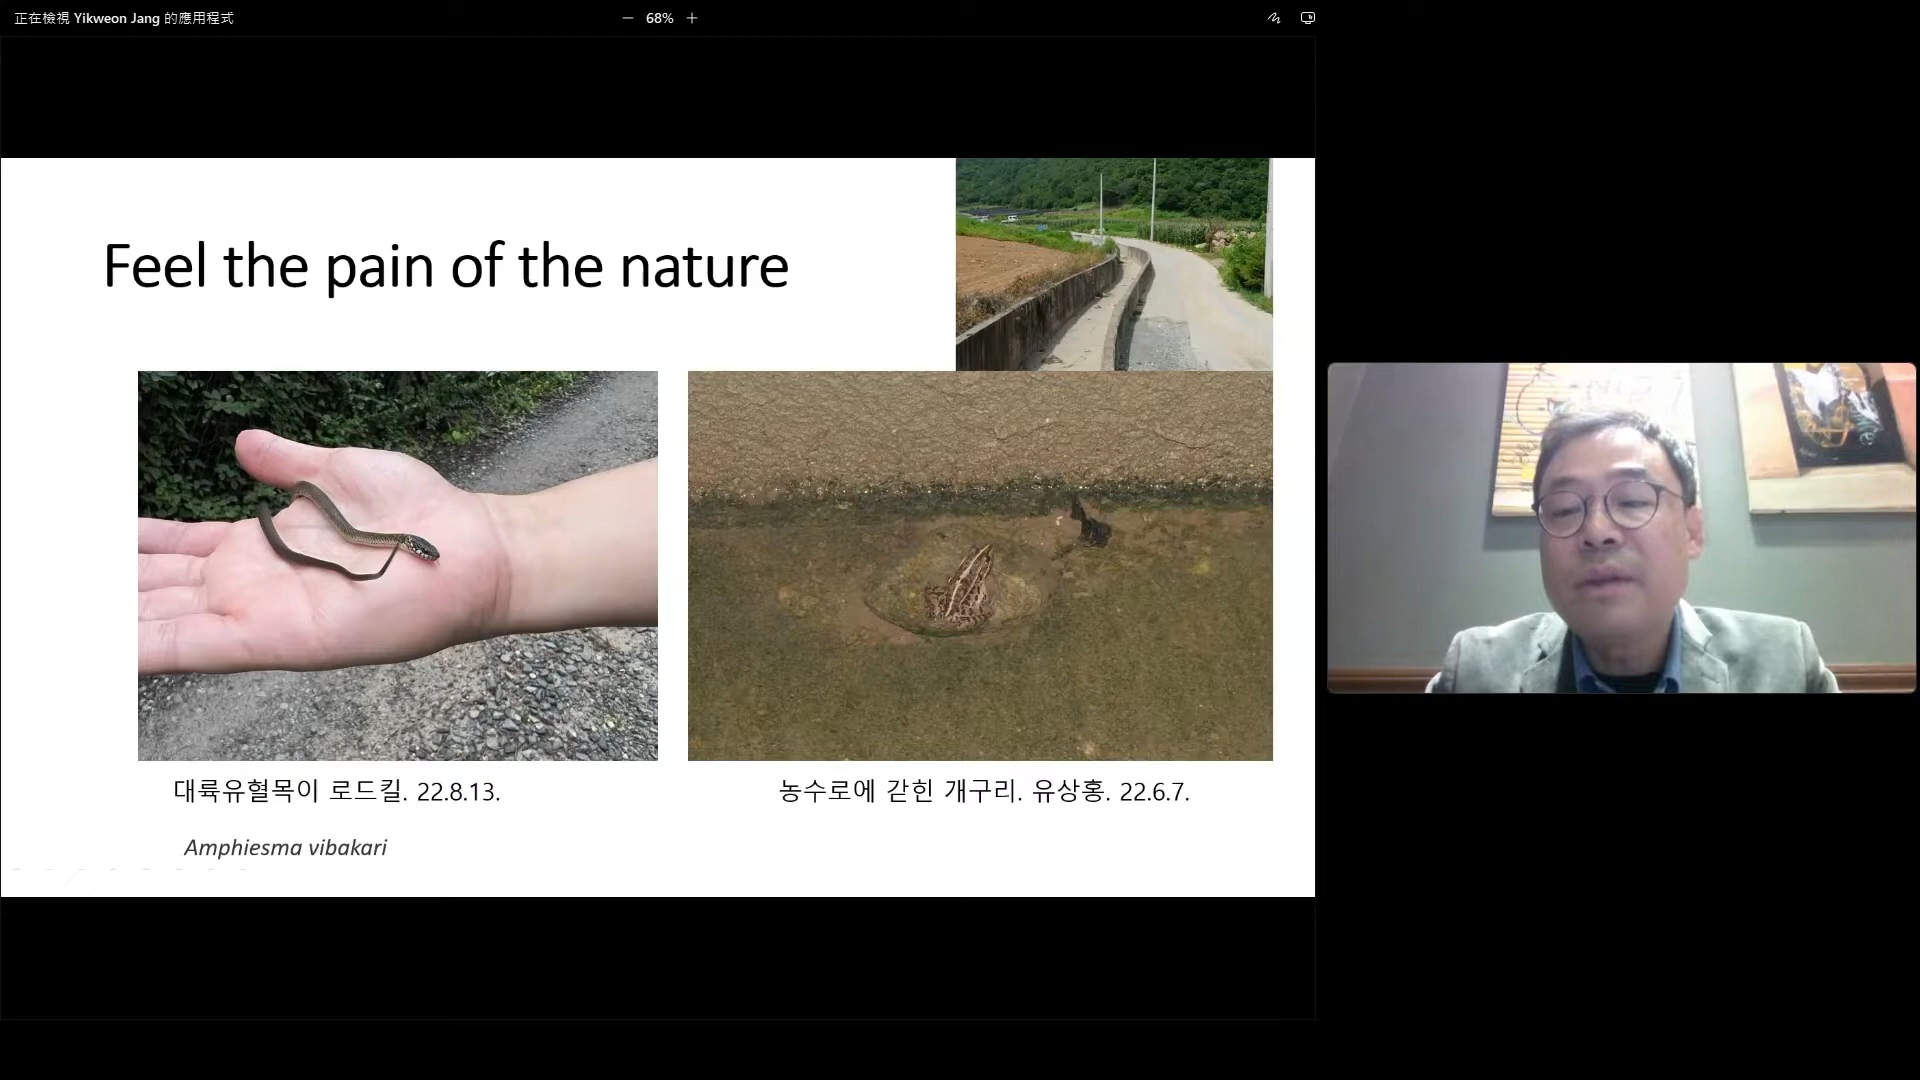 正在檢視 Yikweon Jang 的應用程式
68%
Feel the pain of the nature
대륙유혈목이 로드킬. 22.8.13.
농수로에 갇힌 개구리. 유상홍. 22.6.7.
Amphiesma vibakari